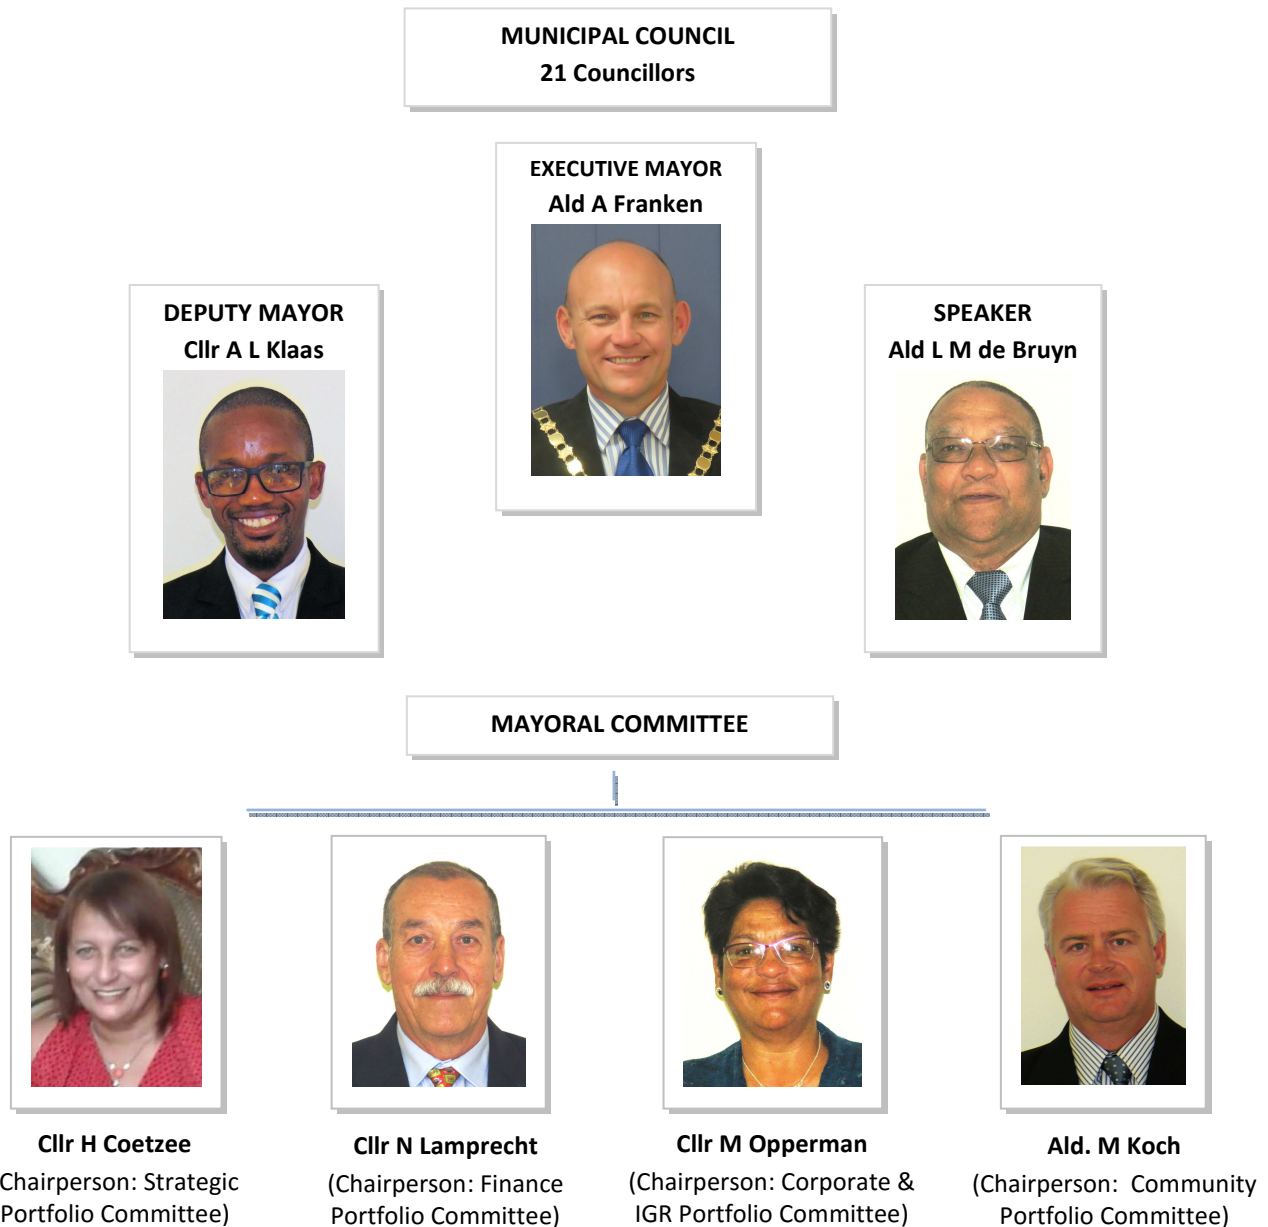 MUNICIPAL COUNCIL
21 Councillors
EXECUTIVE MAYOR
Ald A Franken
DEPUTY MAYOR
Cllr A L Klaas
SPEAKER
Ald L M de Bruyn
MAYORAL COMMITTEE
Cllr H Coetzee
Chairperson: Strategic
Portfolio Committee)
Cllr N Lamprecht
(Chairperson: Finance
Portfolio Committee)
Cllr M Opperman
(Chairperson: Corporate &
IGR Portfolio Committee)
Ald. M Koch
(Chairperson:  Community
Portfolio Committee)